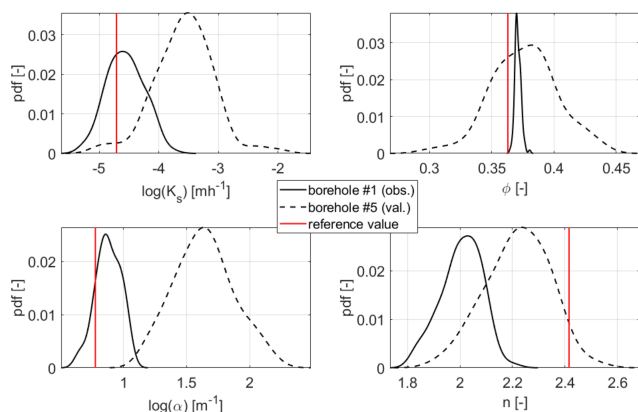 0.03
0.02
0.01
0
pdf [-]
-5
-4
-3
-2
log(K_s) [mh^-1]
0.03
0.02
0.01
0
pdf [-]
0.3
0.35
0.4
0.45
ϕ [-]
borehole #1 (obs.)
borehole #5 (val.)
reference value
0.02
0.01
0
pdf [-]
1
1.5
2
log(α) [m^-1]
0.02
0.01
0
pdf [-]
1.8
2
2.2
2.4
2.6
n [-]